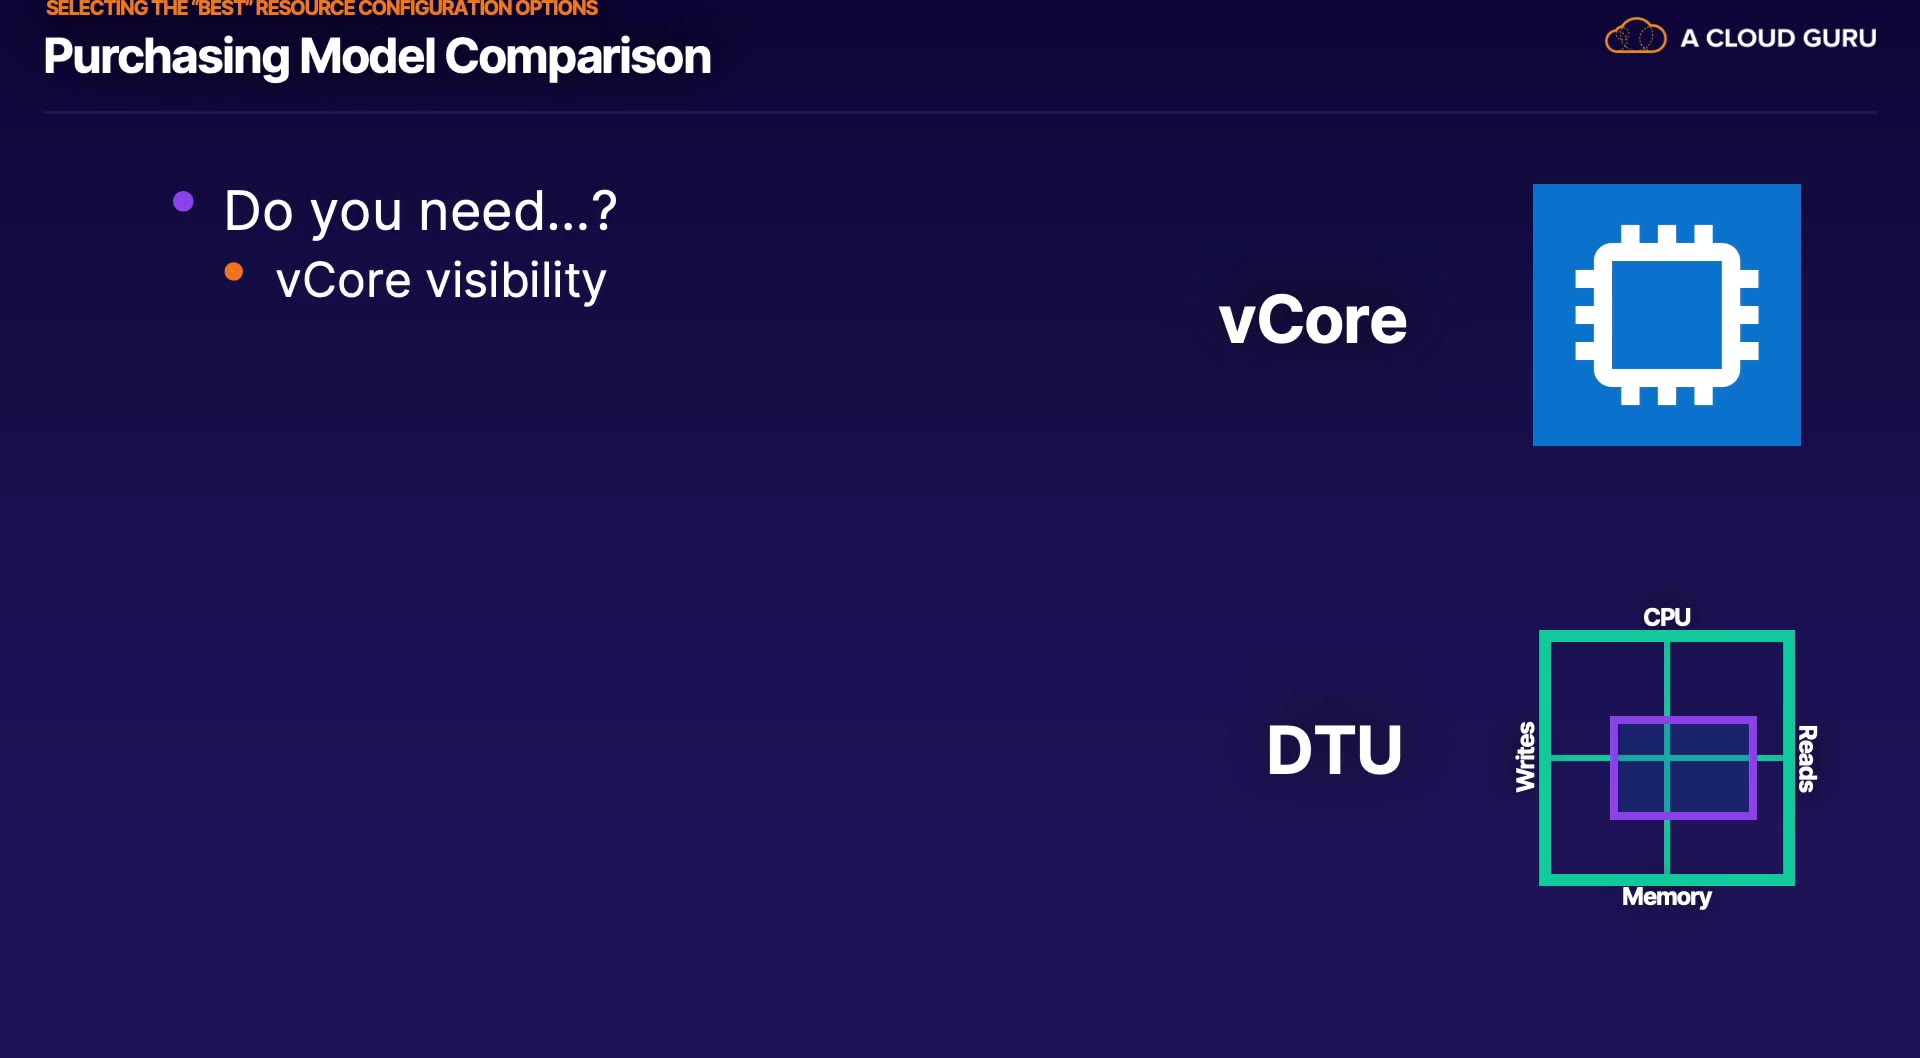 SELECTING THE “BEST” RESOURCE CONFIGURATION OPTIONS
Purchasing Model Comparison
A CLOUD GURU
Do you need...?
vCore visibility
vCore
CPU
Writes
DTU
Reads
Memory